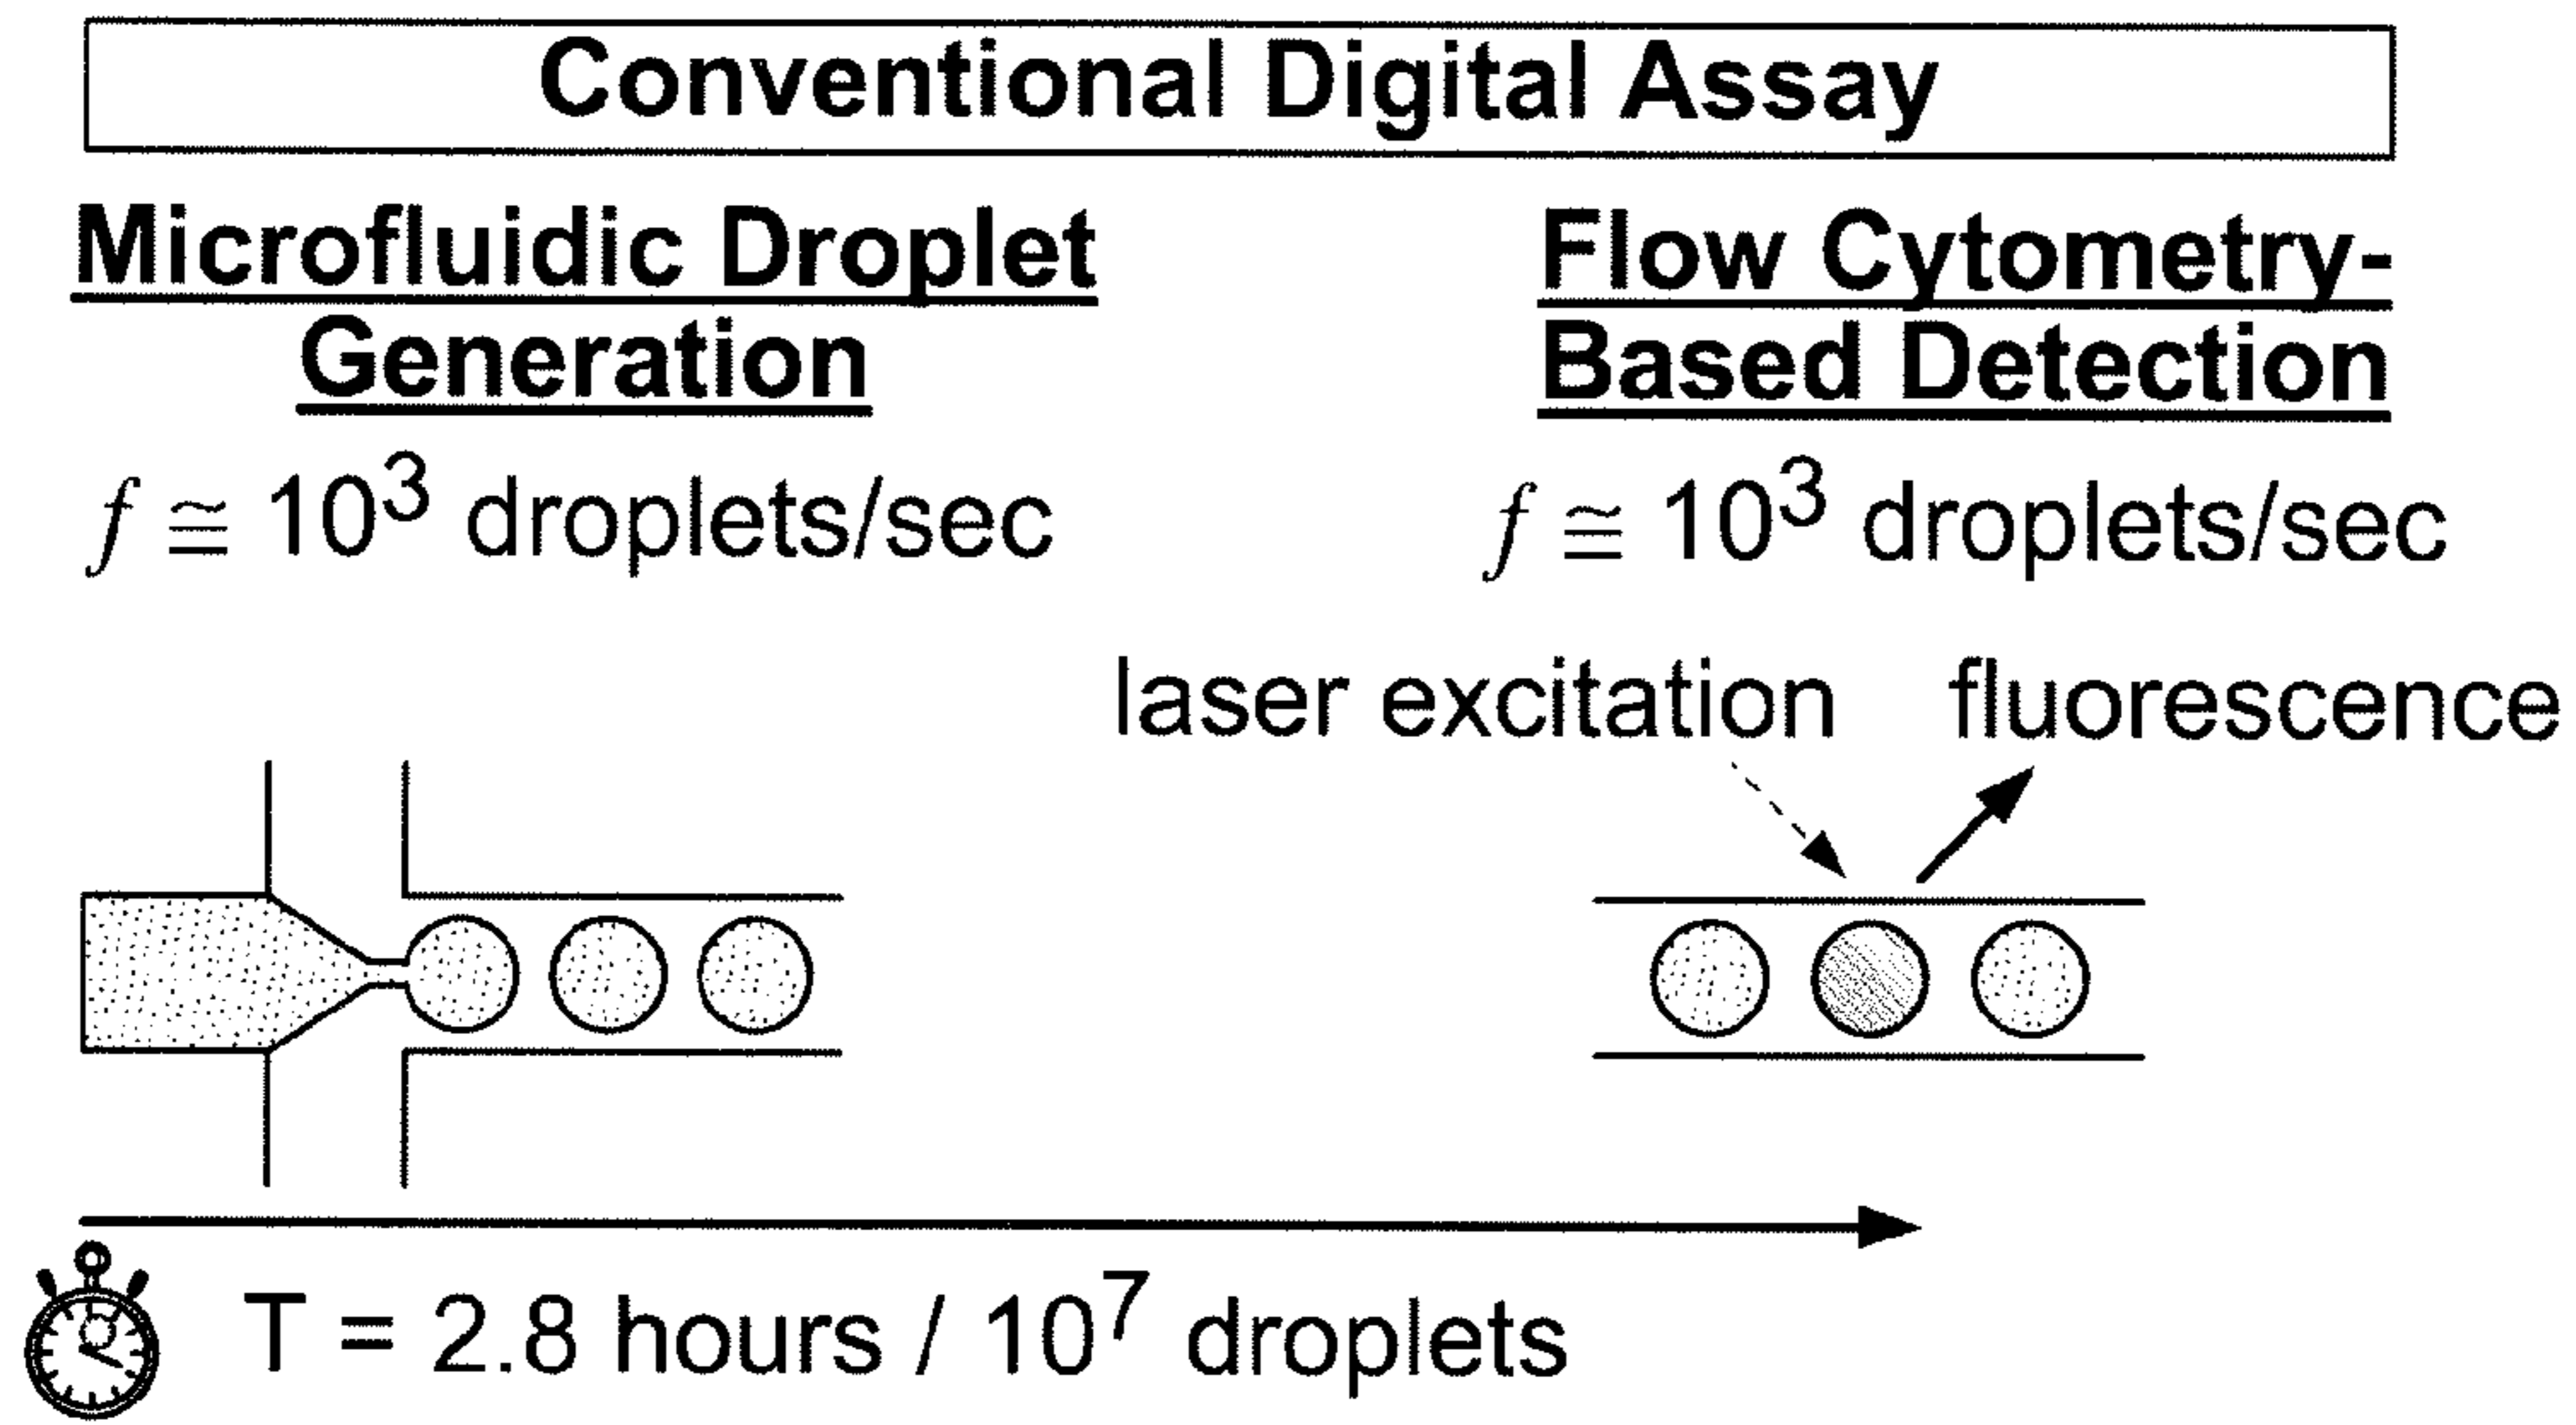 Conventional Digital Assay
Microfluidic Droplet
Generation
f ≅ 10³ droplets/sec
Flow Cytometry-
Based Detection
f ≅ 10³ droplets/sec
laser excitation fluorescence
T = 2.8 hours / 10⁷ droplets